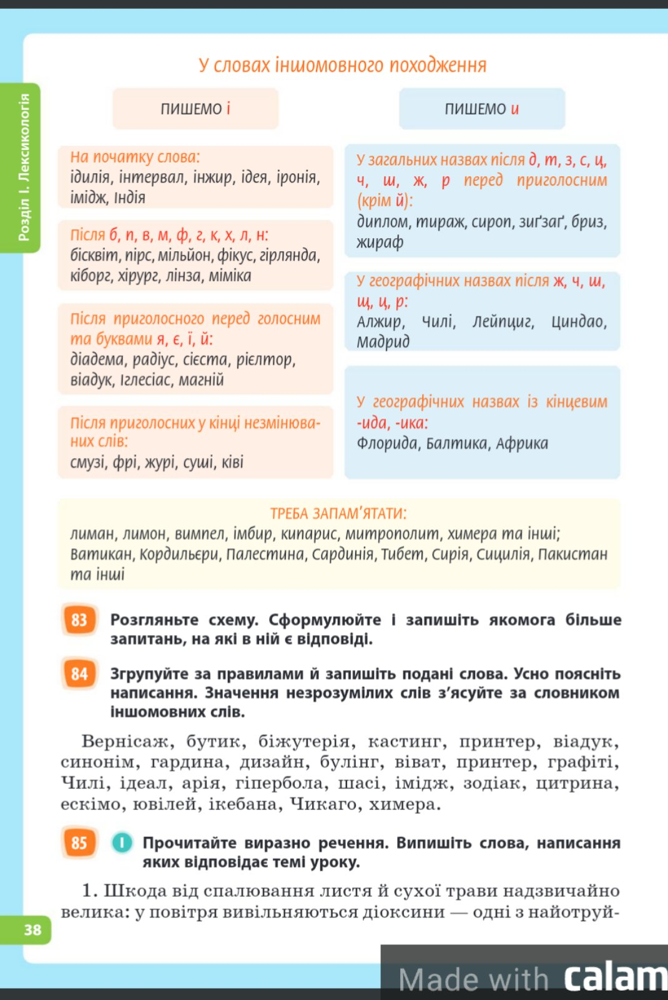 У словах іншомовного походження
ПИШЕМО і
ПИШЕМО и
Розділ І. Лексикологія
На початку слова:
ідилія, інтервал, інжир, ідея, іронія,
імідж, Індія
Після б, п, в, м, ф, г, к, х, л, н:
бісквіт, пірс, мільйон, фікус, гірлянда,
кіборг, хірург, лінза, міміка
Після приголосного перед голосним
та буквами я, є, ї, й:
діадема, радіус, сієста, рієлтор,
віадук, Іглесіас, магній
Після приголосних у кінці незмінюва-
них слів:
смузі, фрі, журі, суші, ківі
У загальних назвах після д, т, з, с, ц,
ч, ш, ж, р перед приголосним
(крім й):
диплом, тираж, сироп, зиґзаґ, бриз,
жираф
У географічних назвах після ж, ч, ш,
щ, ц, р:
Алжир, Чилі, Лейпциг, Циндао,
Мадрид
У географічних назвах із кінцевим
-ида, -ика:
Флорида, Балтика, Африка
ТРЕБА ЗАПАМ’ЯТАТИ:
лиман, лимон, вимпел, імбир, кипарис, митрополит, химера та інші;
Ватикан, Кордильєри, Палестина, Сардинія, Тибет, Сирія, Сицилія, Пакистан
та інші
83 Розгляньте схему. Сформулюйте і запишіть якомога більше
запитань, на які в ній є відповіді.
84 Згрупуйте за правилами й запишіть подані слова. Усно поясніть
написання. Значення незрозумілих слів з’ясуйте за словником
іншомовних слів.
Вернісаж, бутик, біжутерія, кастинг, принтер, віадук,
синонім, гардина, дизайн, булінг, віват, принтер, графіті,
Чилі, ідеал, арія, гіпербола, шасі, імідж, зодіак, цитрина,
ескімо, ювілей, ікебана, Чикаго, химера.
85 І Прочитайте виразно речення. Випишіть слова, написання
яких відповідає темі уроку.
1. Шкода від спалювання листя й сухої трави надзвичайно
велика: у повітря вивільняються діоксини — одні з найотруй-
38
Made with calam